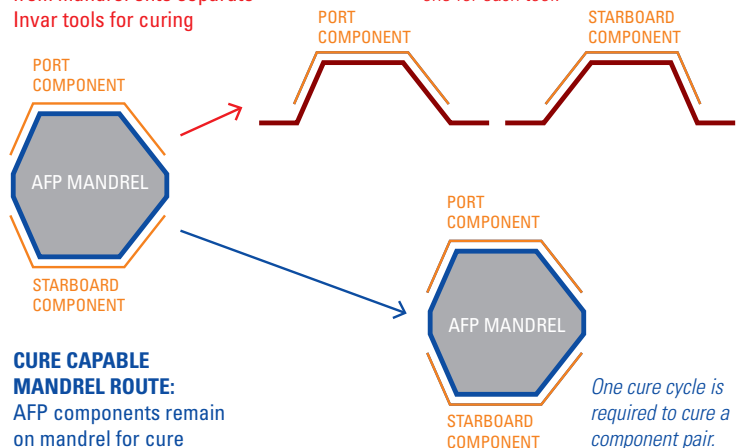 Invar tools for curing
PORT
COMPONENT
STARBOARD
COMPONENT
PORT
COMPONENT
AFP MANDREL
STARBOARD
COMPONENT
PORT
COMPONENT
AFP MANDREL
STARBOARD
COMPONENT
CURE CAPABLE
MANDREL ROUTE:
AFP components remain
on mandrel for cure
One cure cycle is
required to cure a
component pair.